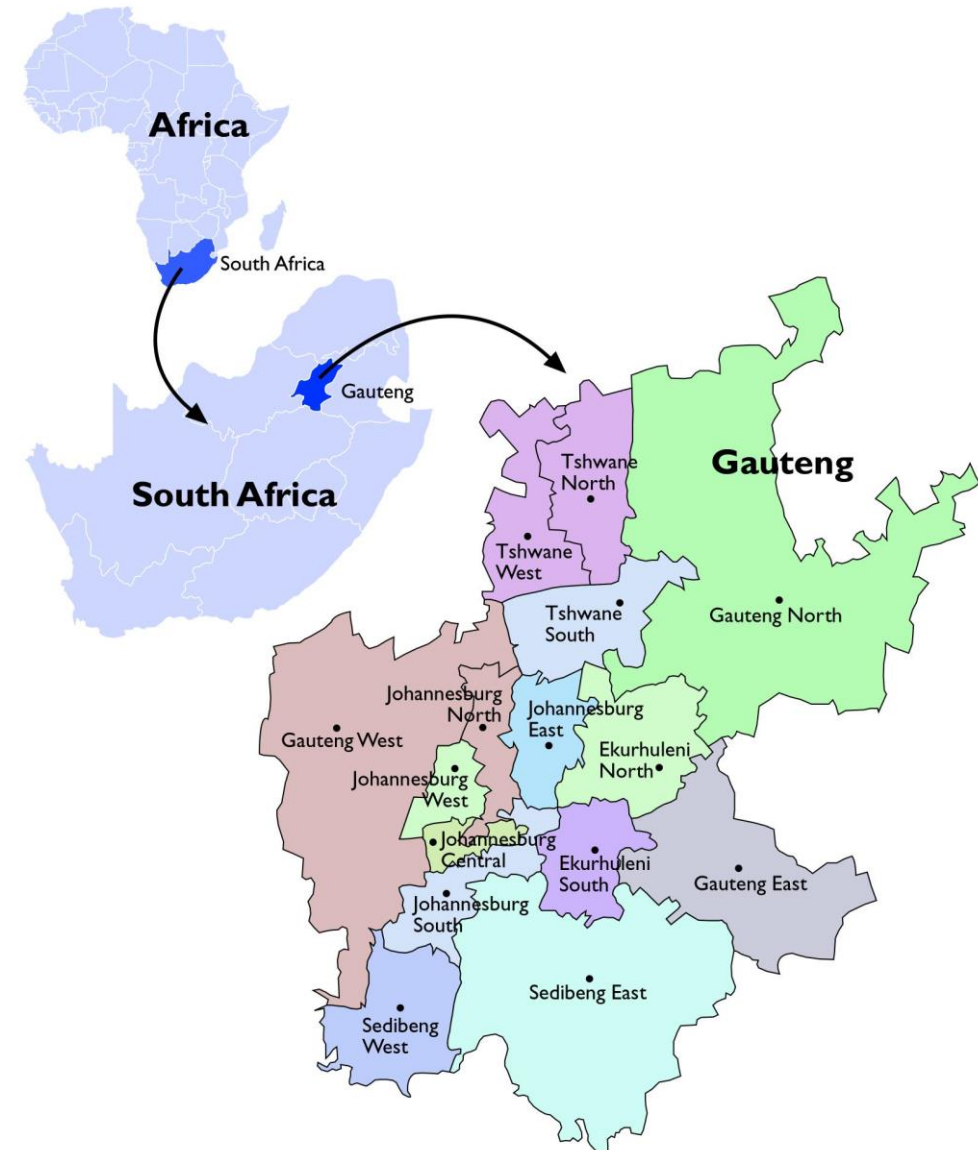 Africa
South Africa
Gauteng
South Africa
Gauteng
Tshwane
North
Tshwane
West
Tshwane
South
Gauteng North
Johannesburg
North
Johannesburg
East
Gauteng West
Ekurhuleni
North
Johannesburg
West
Johannesburg
Central
Ekurhuleni
South
Gauteng East
Johannesburg
South
Sedibeng East
Sedibeng
West